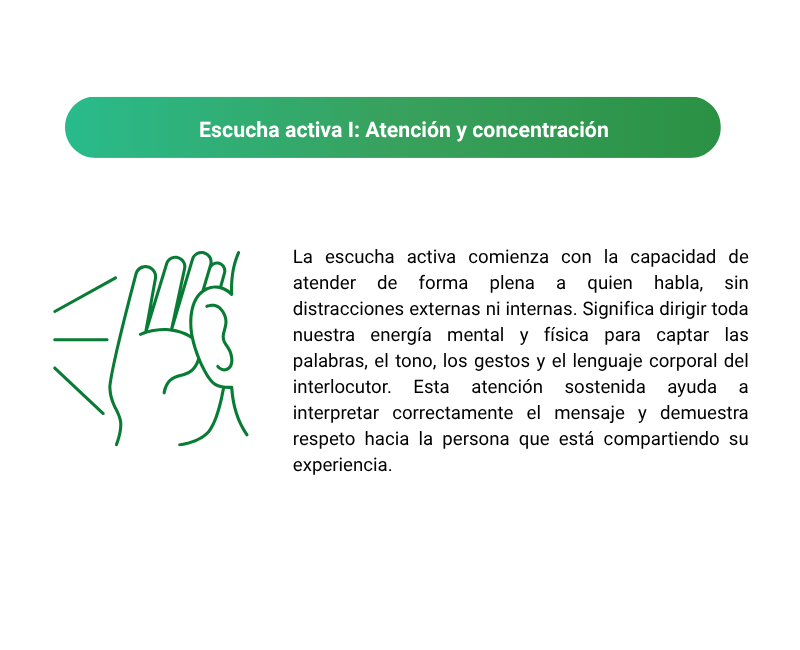 Escucha activa I: Atención y concentración
La escucha activa comienza con la capacidad de
atender de forma plena a quien habla, sin
distracciones externas ni internas. Significa dirigir toda
nuestra energía mental y física para captar las
palabras, el tono, los gestos y el lenguaje corporal del
interlocutor. Esta atención sostenida ayuda a
interpretar correctamente el mensaje y demuestra
respeto hacia la persona que está compartiendo su
experiencia.